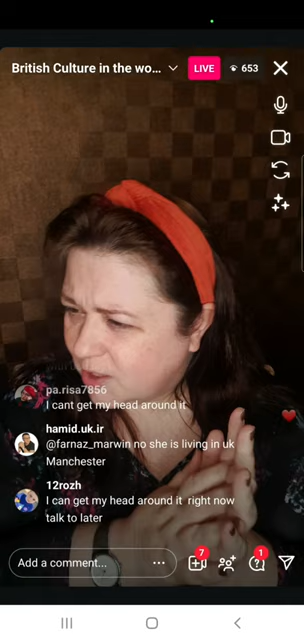 British Culture in the wo...
LIVE
653
pa.risa7856
I cant get my head around it
hamid.uk.ir
@farnaz_marwin no she is living in uk
Manchester
12rozh
I can get my head around it right now
talk to later
Add a comment...
7
1